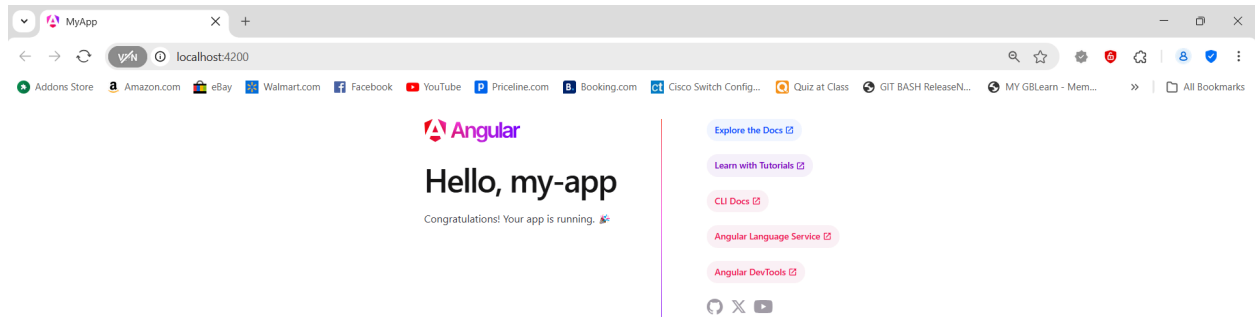 MyApp
VPN
localhost:4200
Addons Store
Amazon.com
eBay
Walmart.com
Facebook
YouTube
Priceline.com
Booking.com
Cisco Switch Config...
Quiz at Class
GIT BASH ReleaseN...
MY GBLearn - Mem...
All Bookmarks
Angular
Hello, my-app
Congratulations! Your app is running. 🎉
Explore the Docs
Learn with Tutorials
CLI Docs
Angular Language Service
Angular DevTools